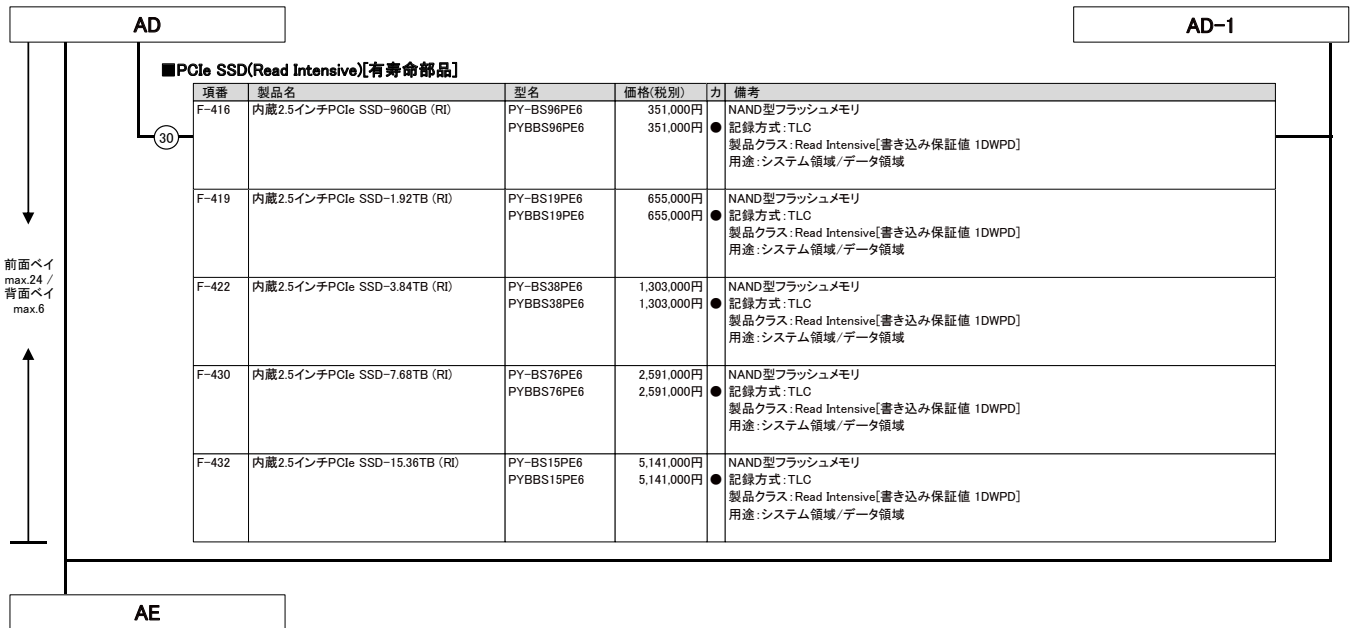 AD
AD-1
■PCIe SSD(Read Intensive)[有寿命部品]
項番 製品名 型名 価格(税別) カ 備考
F-416 内蔵2.5インチPCIe SSD-960GB (RI) PY-BS96PE6 351,000円 NAND型フラッシュメモリ
PYBBS96PE6 351,000円 ● 記録方式:TLC
製品クラス:Read Intensive[書き込み保証値 1DWPD]
用途:システム領域/データ領域
30
F-419 内蔵2.5インチPCIe SSD-1.92TB (RI) PY-BS19PE6 655,000円 NAND型フラッシュメモリ
PYBBS19PE6 655,000円 ● 記録方式:TLC
製品クラス:Read Intensive[書き込み保証値 1DWPD]
用途:システム領域/データ領域
前面ベイ
max.24 /
背面ベイ
max.6
F-422 内蔵2.5インチPCIe SSD-3.84TB (RI) PY-BS38PE6 1,303,000円 NAND型フラッシュメモリ
PYBBS38PE6 1,303,000円 ● 記録方式:TLC
製品クラス:Read Intensive[書き込み保証値 1DWPD]
用途:システム領域/データ領域
F-430 内蔵2.5インチPCIe SSD-7.68TB (RI) PY-BS76PE6 2,591,000円 NAND型フラッシュメモリ
PYBBS76PE6 2,591,000円 ● 記録方式:TLC
製品クラス:Read Intensive[書き込み保証値 1DWPD]
用途:システム領域/データ領域
F-432 内蔵2.5インチPCIe SSD-15.36TB (RI) PY-BS15PE6 5,141,000円 NAND型フラッシュメモリ
PYBBS15PE6 5,141,000円 ● 記録方式:TLC
製品クラス:Read Intensive[書き込み保証値 1DWPD]
用途:システム領域/データ領域
AE